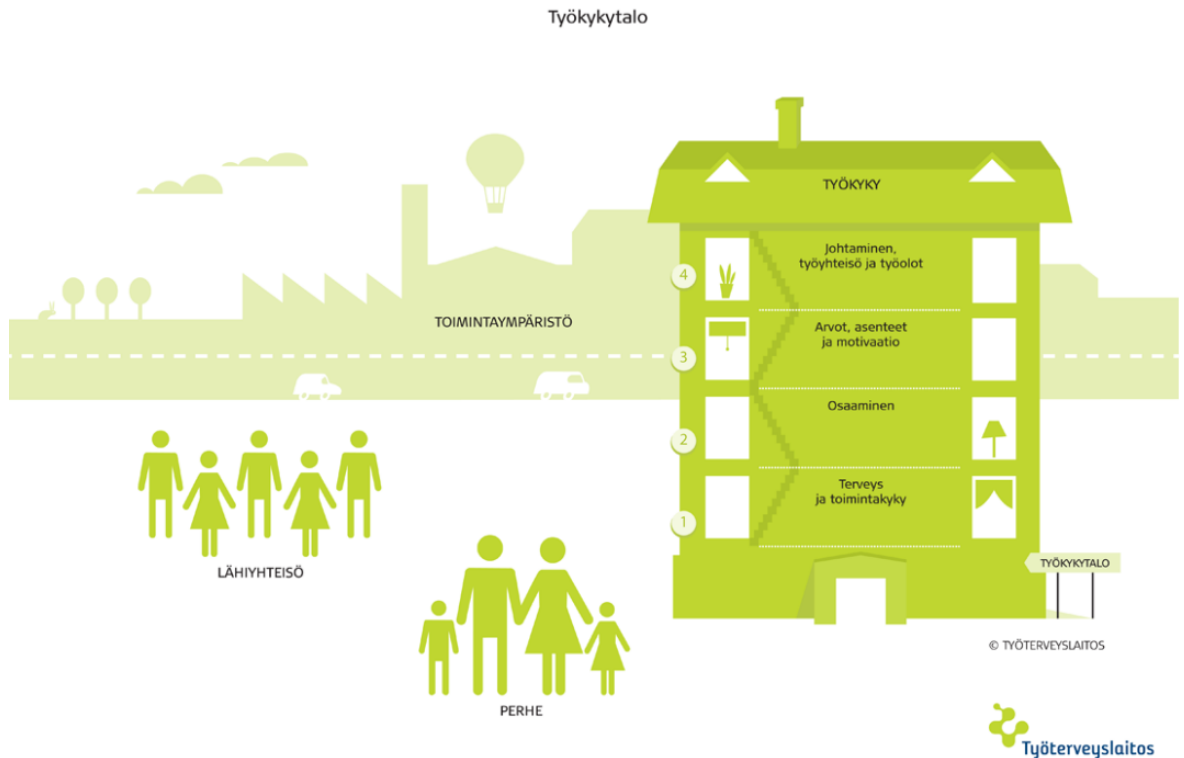 Työkykytalo
TYÖKYKY
Johtaminen,
työyhteisö ja työolot
4
TOIMINTAYMPÄRISTÖ
Arvot, asenteet
ja motivaatio
3
Osaaminen
2
Terveys
ja toimintakyky
1
LÄHIYHTEISÖ
TYÖKYKYTALO
© TYÖTERVEYSLAITOS
PERHE
Työterveyslaitos